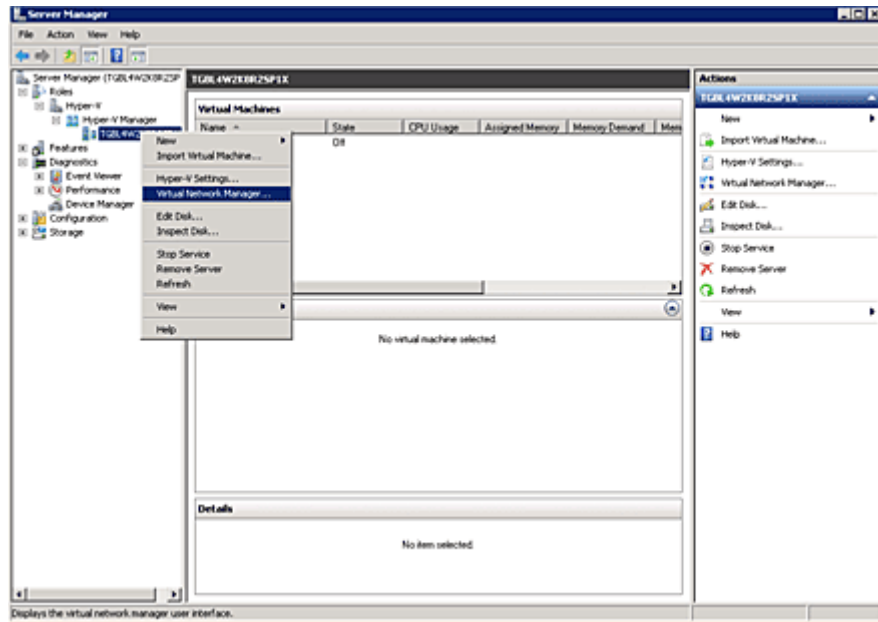 Server Manager
File Action View Help
Server Manager (TGBL4W2K8R2SP
Roles
Hyper-V
Hyper-V Manager
TGBL4W2
Features
Diagnostics
Event Viewer
Performance
Device Manager
Configuration
Storage
New
Import Virtual Machine...
Hyper-V Settings...
Virtual Network Manager...
Edit Disk...
Inspect Disk...
Stop Service
Remove Server
Refresh
View
Help
TGBL4W2K8R2SP1X
Virtual Machines
Name State CPU Usage Assigned Memory Memory Demand Mem
Off
No virtual machine selected.
Details
No item selected.
Actions
TGBL4W2K8R2SP1X
New
Import Virtual Machine...
Hyper-V Settings...
Virtual Network Manager...
Edit Disk...
Inspect Disk...
Stop Service
Remove Server
Refresh
View
Help
Displays the virtual network manager user interface.